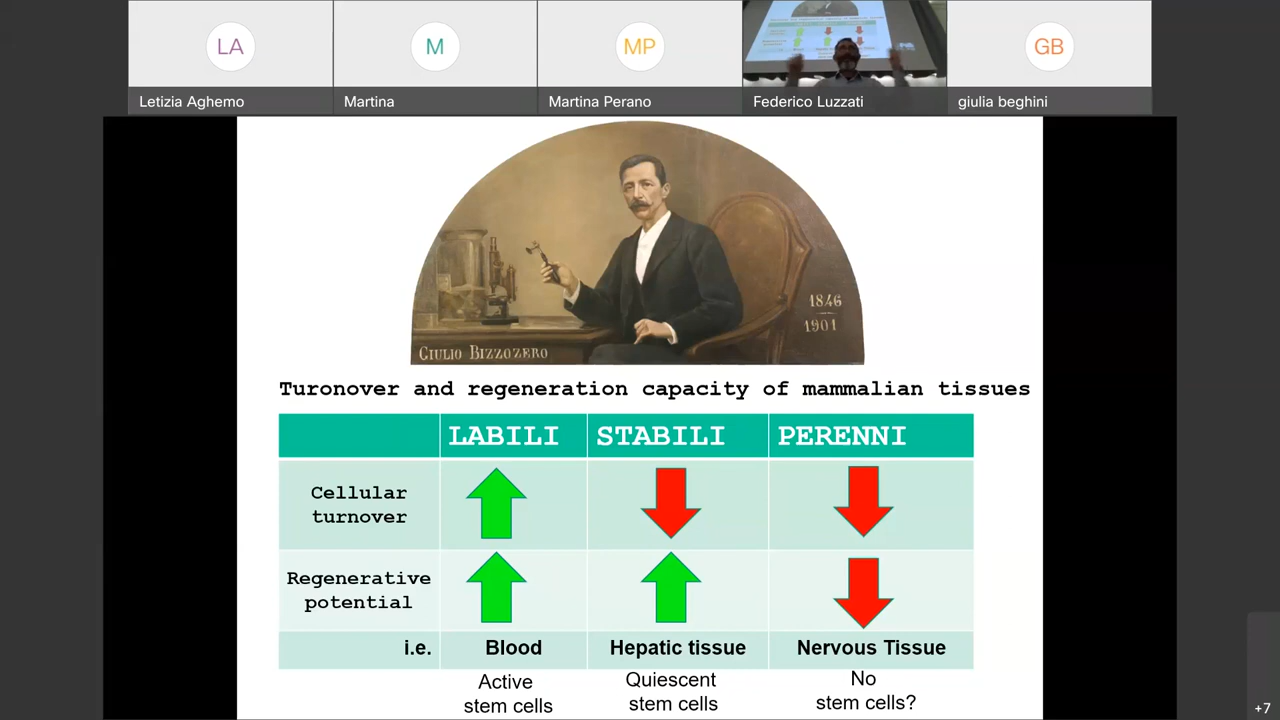 LA
M
MP
GB
Letizia Aghemo
Martina
Martina Perano
Federico Luzzati
giulia beghini
1846
1901
GIULIO BIZZOZERO
Turonover and regeneration capacity of mammalian tissues
LABILI STABILI PERENNI
Cellular
turnover
Regenerative
potential
i.e. Blood Hepatic tissue Nervous Tissue
Active Quiescent No
stem cells stem cells stem cells?
+7